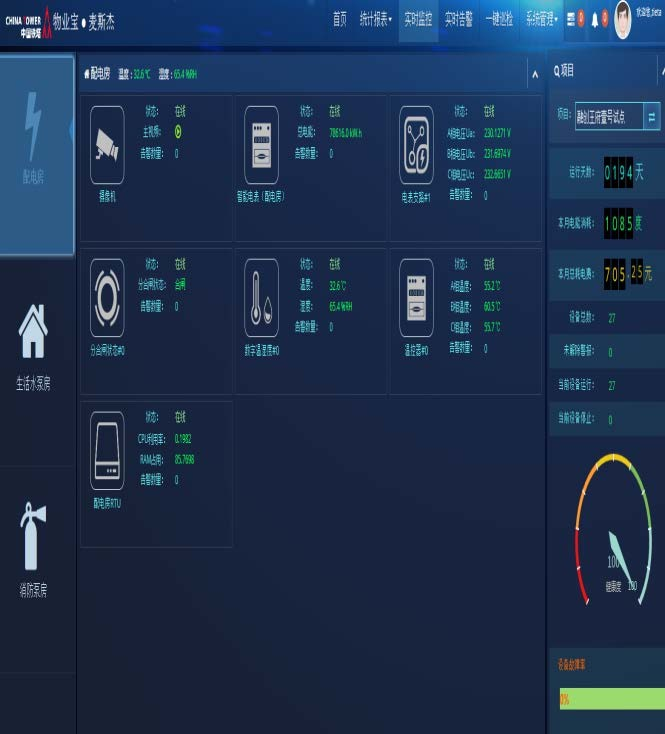 CHINA TOWER
中国铁塔
物业宝 ● 麦斯杰
首页 统计报表 实时监控 实时告警 一键巡检 系统管理
配电房 温度：32.6℃ 湿度：65.4%RH
项目
项目：
融创王府壹号试点
配电房
生活水泵房
消防泵房
状态： 在线
主视频：
告警数量： 0
摄像机
状态： 在线
总电能： 78616.0 kW.h
告警数量： 0
智能电表（配电房）
状态： 在线
A相电压Ua： 230.1271 V
B相电压Ub： 231.6974 V
C相电压Uc： 232.6651 V
告警数量： 0
电表支路#1
状态： 在线
分合闸状态： 合闸
告警数量： 0
分合闸状态#0
状态： 在线
温度： 32.6℃
湿度： 65.4%RH
告警数量： 0
数字温湿度#0
状态： 在线
A相温度： 55.2℃
B相温度： 60.5℃
C相温度： 55.7℃
告警数量： 0
温控器#0
状态： 在线
CPU利用率： 0.1982
RAM占用： 85.7698
告警数量： 0
配电房RTU
运行天数： 0194 天
本月电能消耗： 1085 度
本月总耗电费： 705.25 元
设备总数： 27
未解除警报： 0
当前设备运行： 27
当前设备停止： 0
100
健康度
100
设备故障率
0%